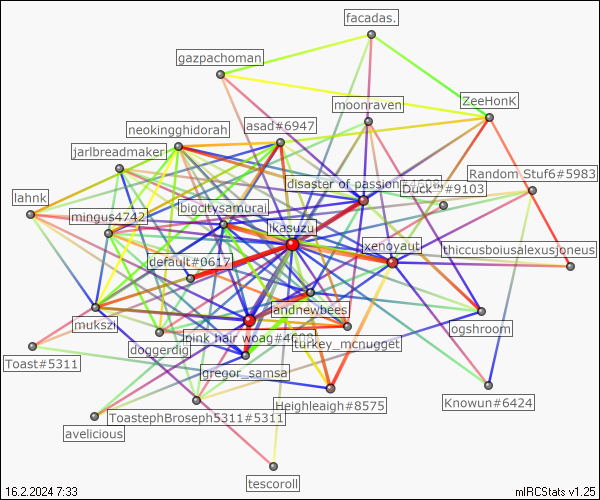 facadas.
gazpachoman
moonraven
ZeeHonK
neokingghidorah
asad#6947
jarlbreadmaker
Random Stuf6#5983
disaster of passion
Duck™#9103
lahnk
bigcitysamurai
mingus4742
ikasuzu
xenoyaut
thiccusboiusalexusjoneus
default#0617
landnewbees
mukszi
ogshroom
pink hair woag#4600
turkey_mcnugget
doggerdig
Toast#5311
gregor_samsa
Heighleaigh#8575
Knowun#6424
ToastephBroseph5311#5311
avelicious
tescoroll
16.2.2024 7:33
mIRCStats v1.25